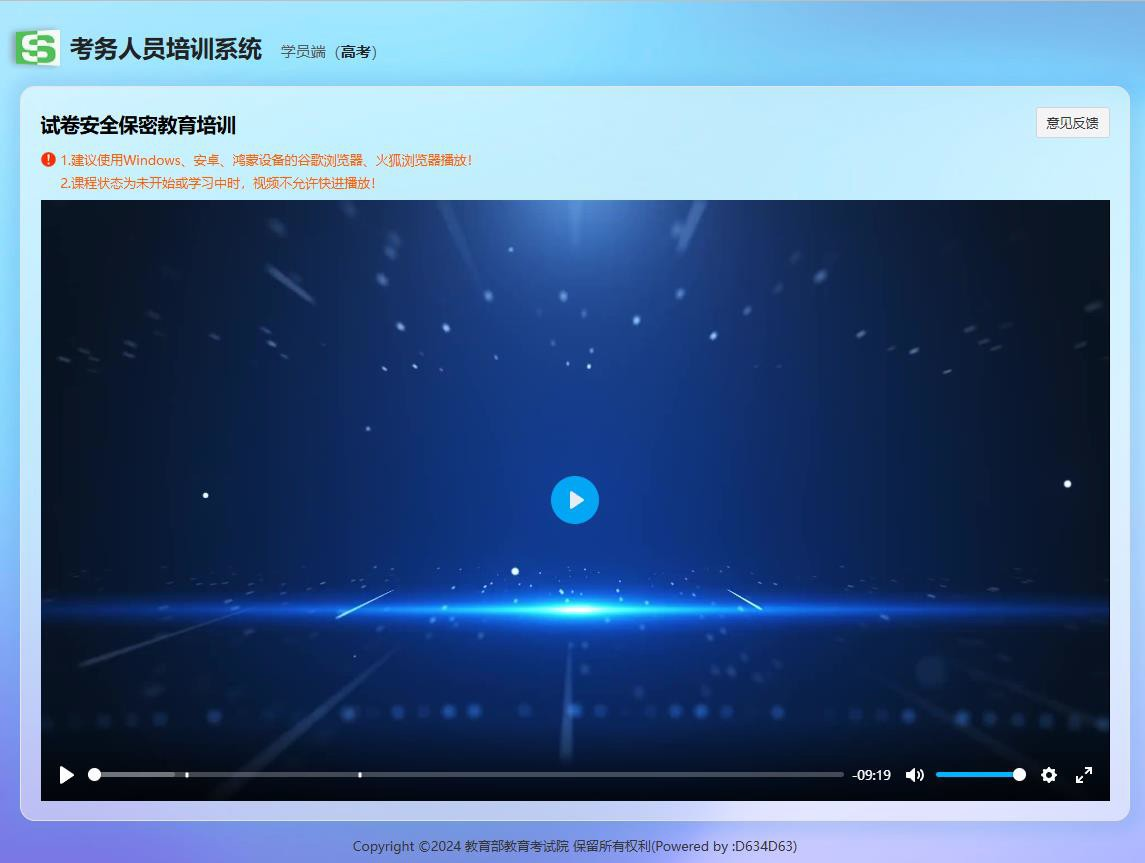 考务人员培训系统 学员端（高考）
试卷安全保密教育培训
意见反馈
1.建议使用Windows、安卓、鸿蒙设备的谷歌浏览器、火狐浏览器播放！
2.课程状态为未开始或学习中时，视频不允许快进播放！
-09:19
Copyright ©2024 教育部教育考试院 保留所有权利(Powered by :D634D63)